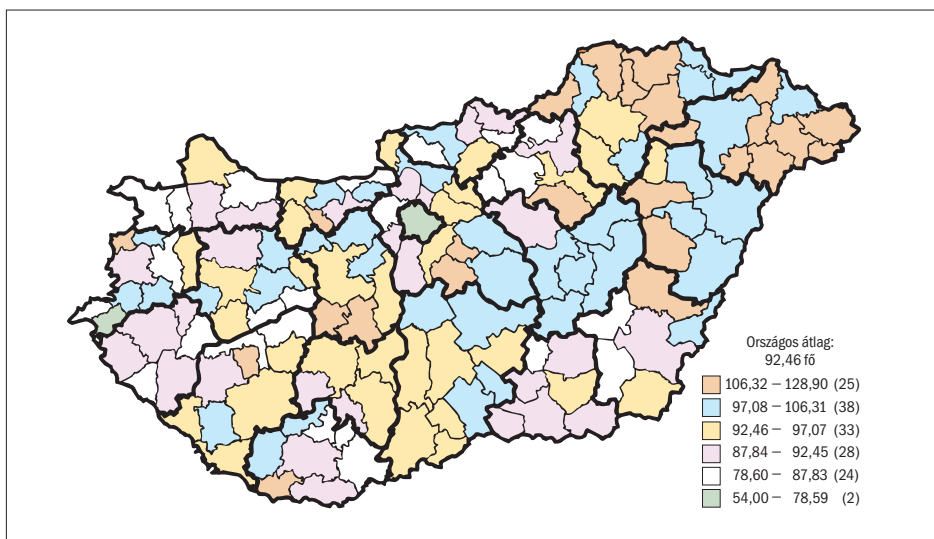 Országos átlag:
92,46 fő
106,32 – 128,90 (25)
97,08 – 106,31 (38)
92,46 – 97,07 (33)
87,84 – 92,45 (28)
78,60 – 87,83 (24)
54,00 – 78,59 (2)